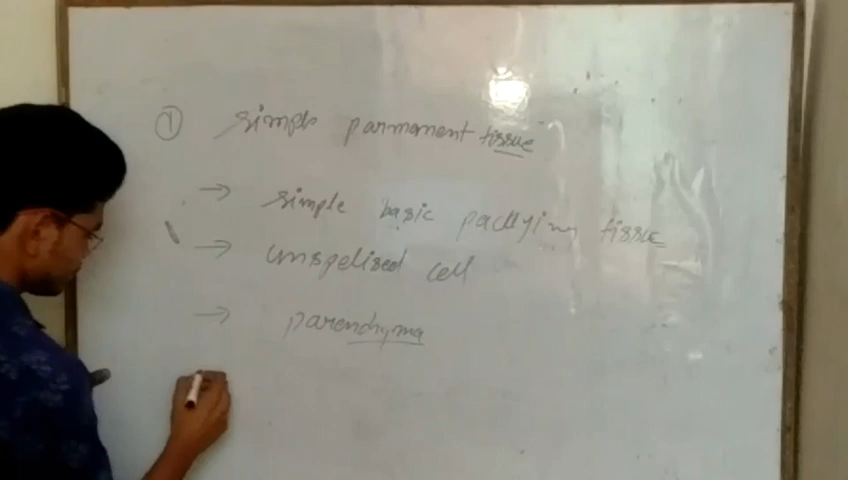 ① simple parmanent tissue
→ simple basic packying tissue
→ unspelised cell
→ parenchyma